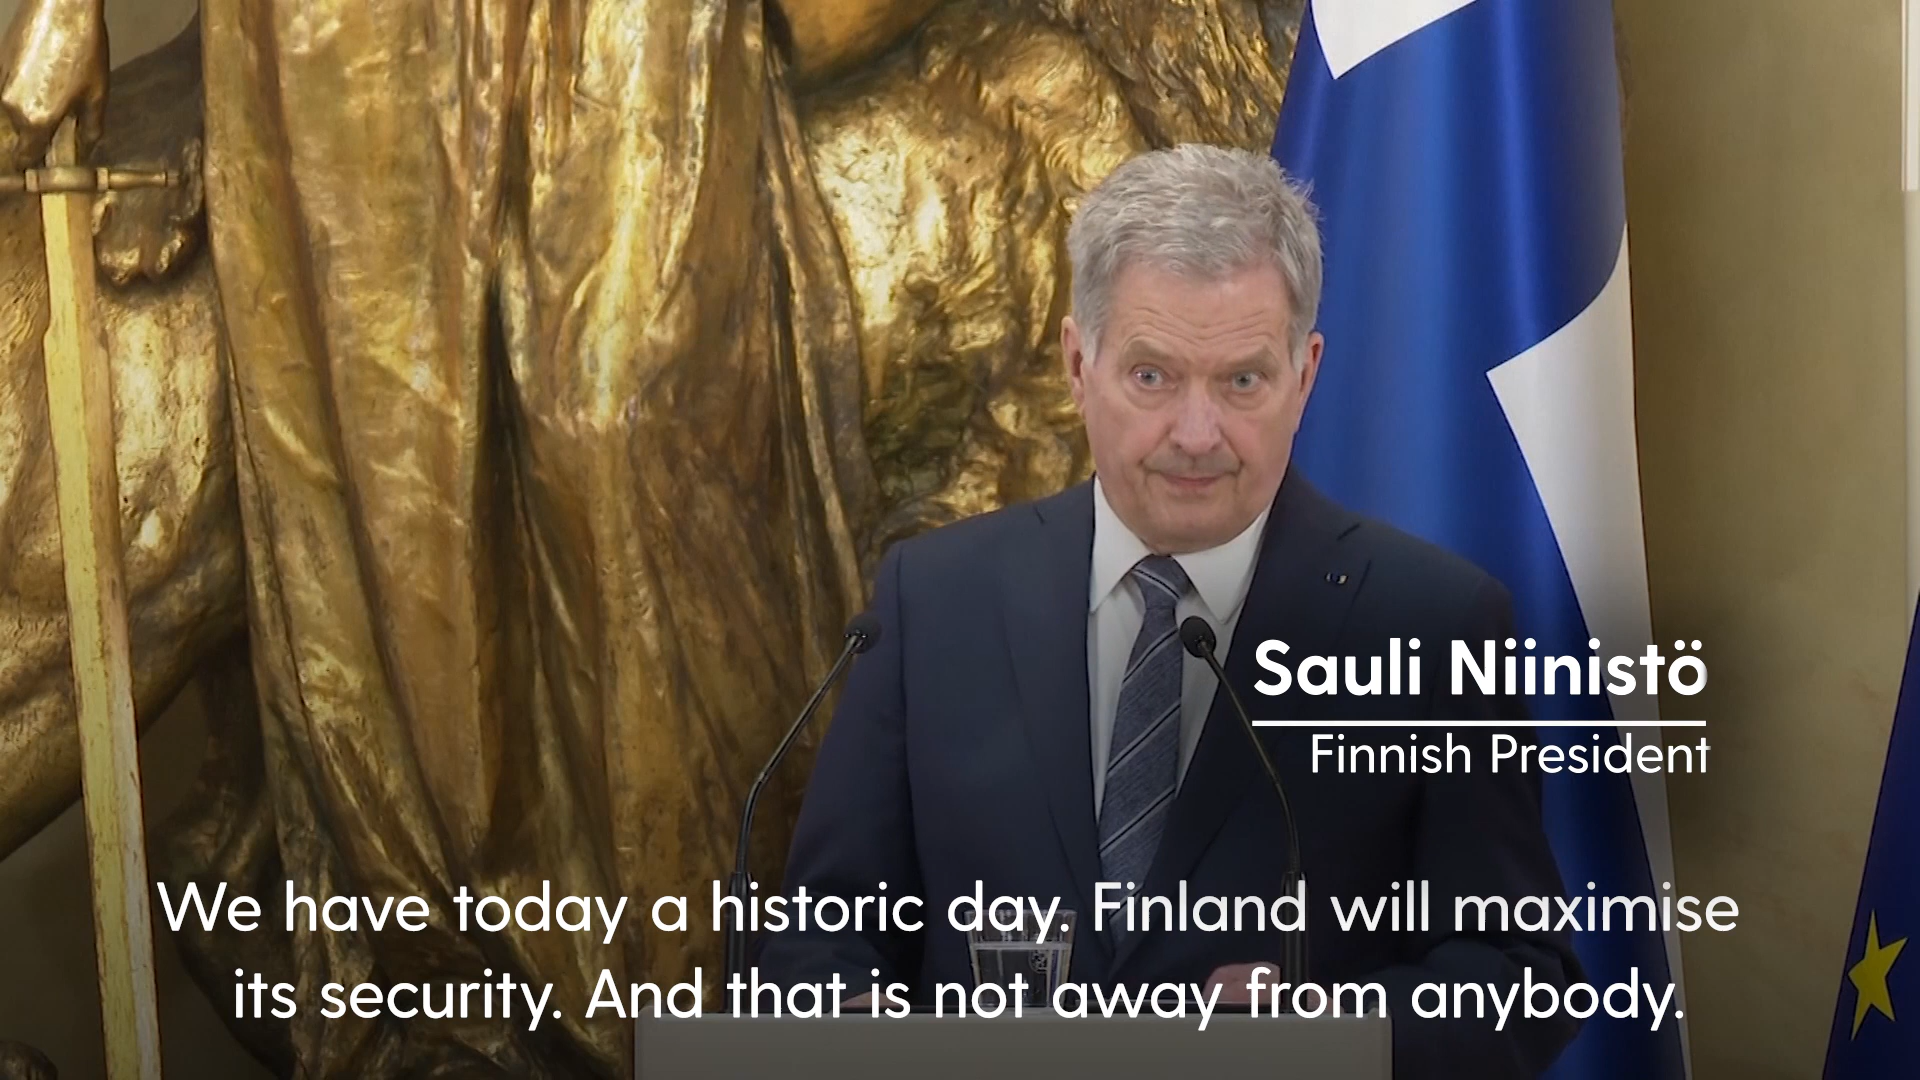 Sauli Niinistö
Finnish President
We have today a historic day. Finland will maximise
its security. And that is not away from anybody.